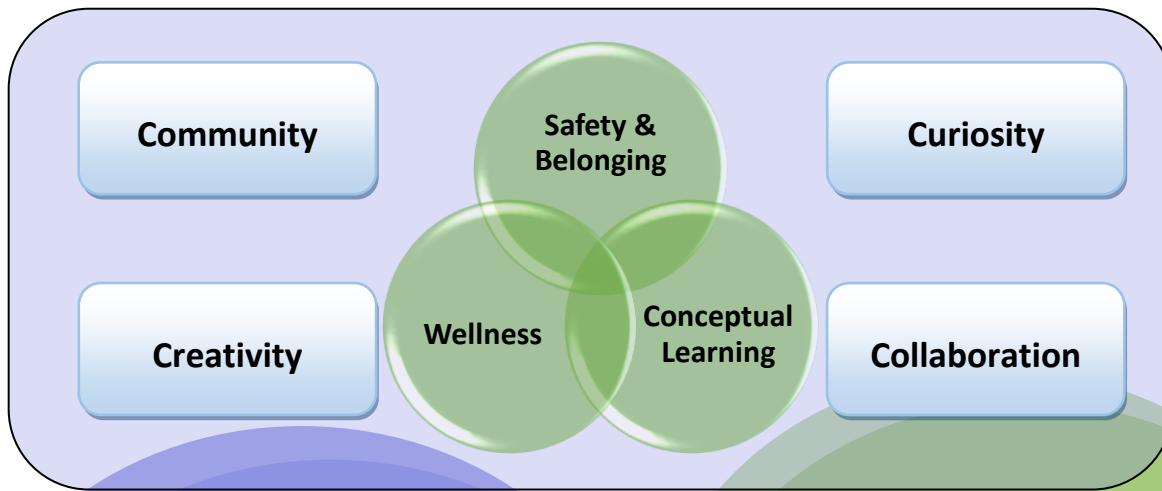 Community
Safety &
Belonging
Curiosity
Creativity
Wellness
Conceptual
Learning
Collaboration